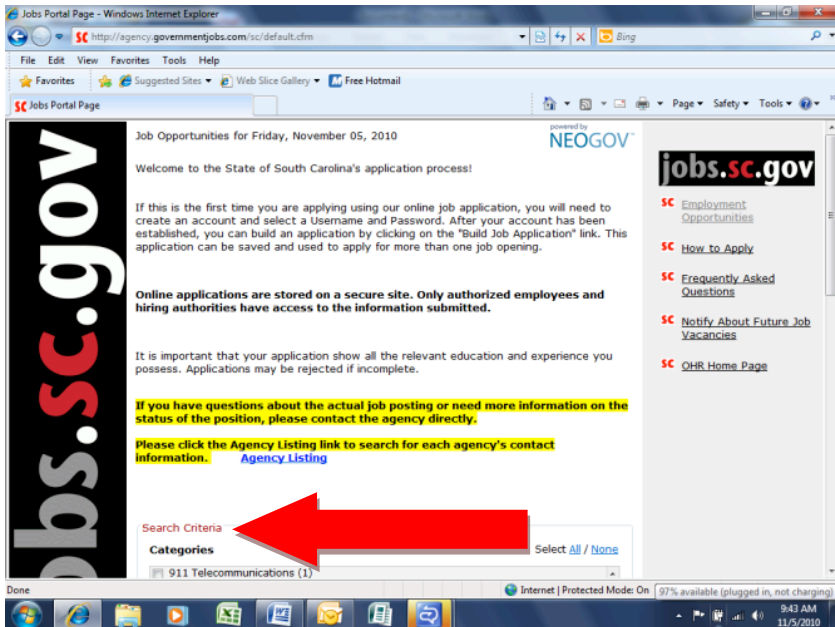 Jobs Portal Page - Windows Internet Explorer
SC http://agency.governmentjobs.com/sc/default.cfm
Bing
File Edit View Favorites Tools Help
Favorites Suggested Sites Web Slice Gallery Free Hotmail
SC Jobs Portal Page
Page Safety Tools
jobs.sc.gov
Job Opportunities for Friday, November 05, 2010
powered by
NEOGOV
Welcome to the State of South Carolina's application process!
If this is the first time you are applying using our online job application, you will need to
create an account and select a Username and Password. After your account has been
established, you can build an application by clicking on the "Build Job Application" link. This
application can be saved and used to apply for more than one job opening.
Online applications are stored on a secure site. Only authorized employees and
hiring authorities have access to the information submitted.
It is important that your application show all the relevant education and experience you
possess. Applications may be rejected if incomplete.
If you have questions about the actual job posting or need more information on the
status of the position, please contact the agency directly.
Please click the Agency Listing link to search for each agency's contact
information. Agency Listing
Search Criteria
Categories Select All / None
911 Telecommunications (1)
jobs.sc.gov
SC Employment
Opportunities
SC How to Apply
SC Frequently Asked
Questions
SC Notify About Future Job
Vacancies
SC OHR Home Page
Done Internet | Protected Mode: On 97% available (plugged in, not charging)
9:43 AM
11/5/2010